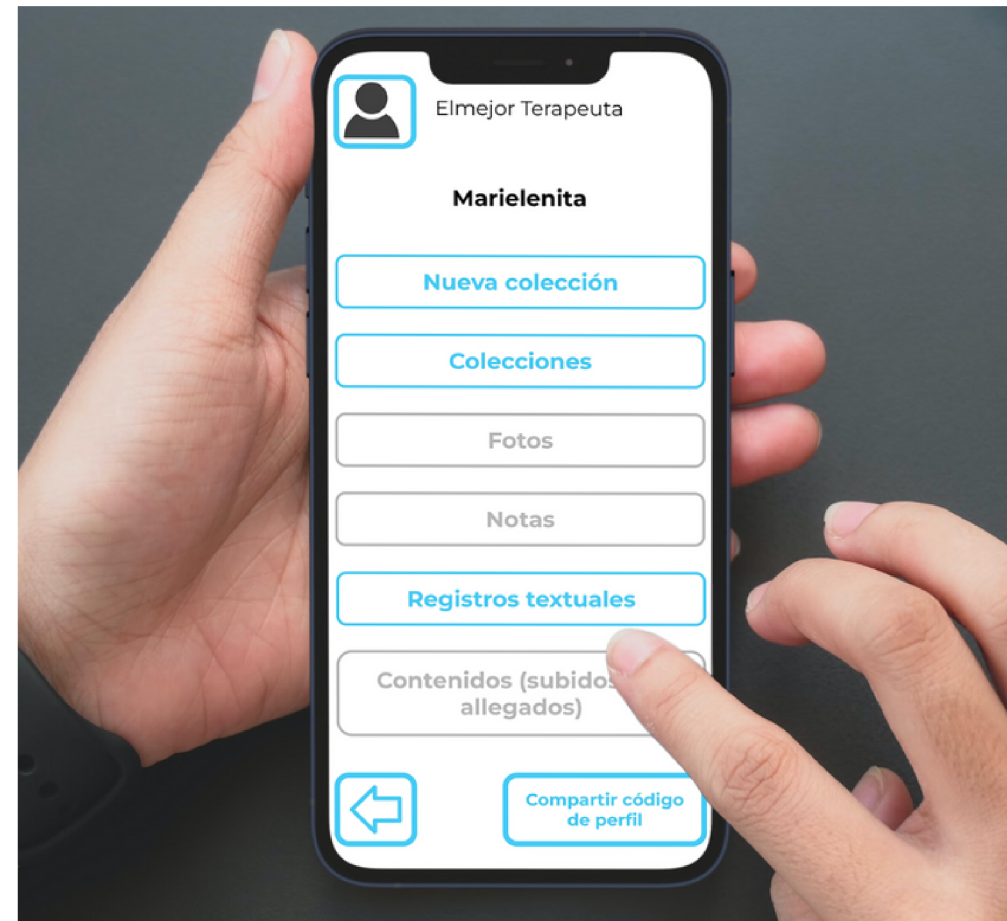 Elmejor Terapeuta
Marielenita
Nueva colección
Colecciones
Fotos
Notas
Registros textuales
Contenidos (subidos
allegados)
Compartir código
de perfil